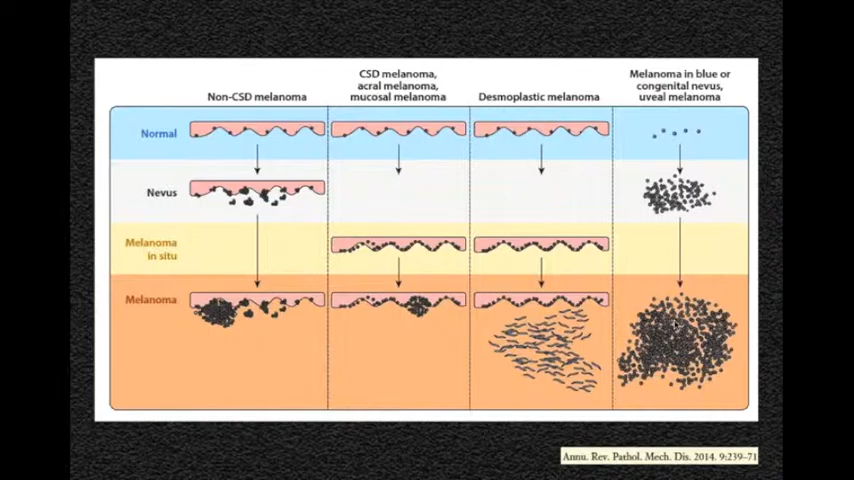 Non-CSD melanoma
CSD melanoma,
acral melanoma,
mucosal melanoma
Desmoplastic melanoma
Melanoma in blue or
congenital nevus,
uveal melanoma
Normal
Nevus
Melanoma
in situ
Melanoma
Annu. Rev. Pathol. Mech. Dis. 2014. 9:239–71